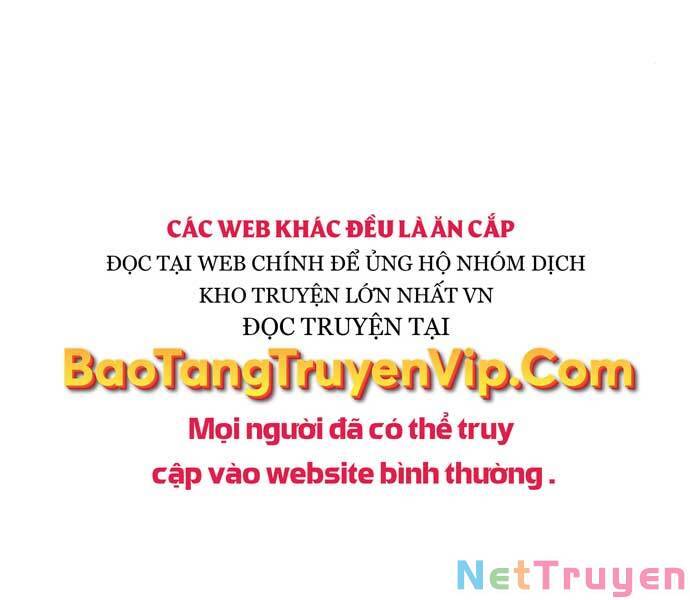 CÁC WEB KHÁC ĐỀU LÀ ĂN CẮP
ĐỌC TẠI WEB CHÍNH ĐỂ ỦNG HỘ NHÓM DỊCH
KHO TRUYỆN LỚN NHẤT VN
ĐỌC TRUYỆN TẠI
BaoTangTruyenVip.Com
Mọi người đã có thể truy
cập vào website bình thường .
NetTruyen